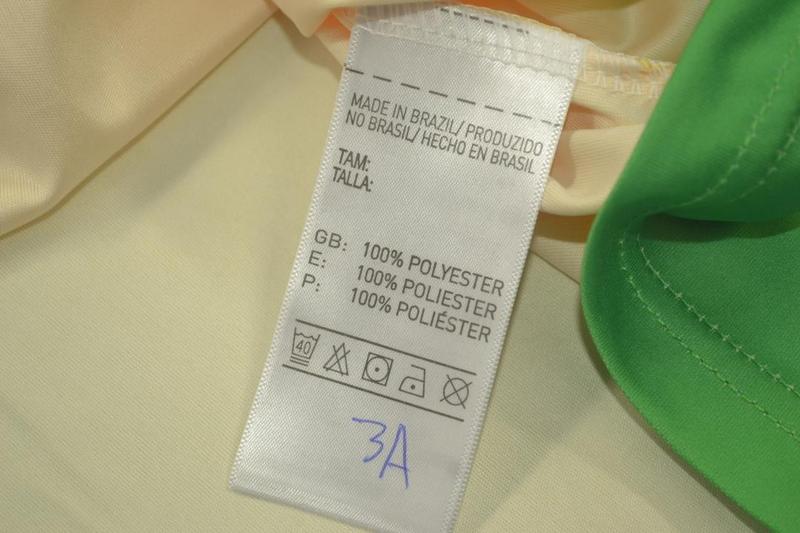 MADE IN BRAZIL/ PRODUZIDO
NO BRASIL/ HECHO EN BRASIL
TAM:
TALLA:
GB: 100% POLYESTER
E: 100% POLIESTER
P: 100% POLIÉSTER
40
3A